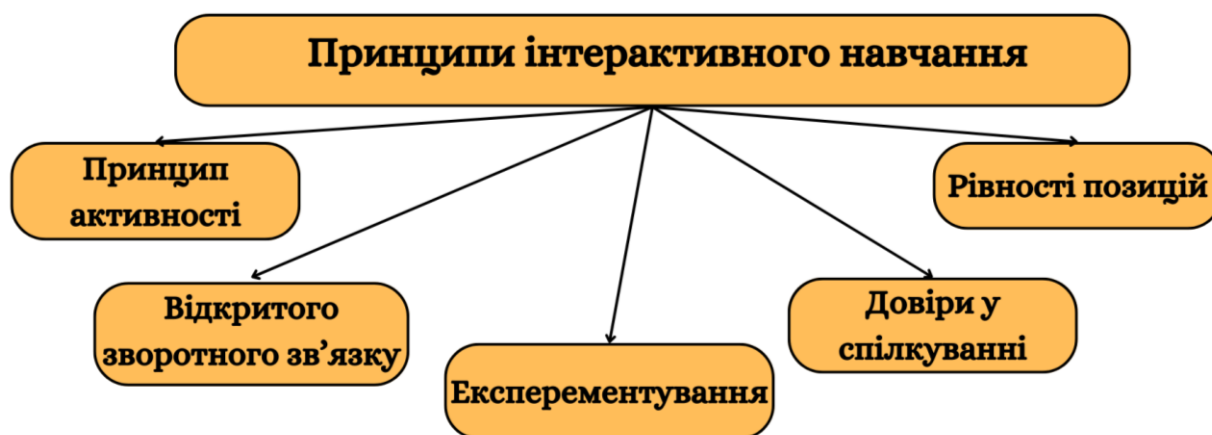 Принципи інтерактивного навчання
Принцип
активності
Рівності позицій
Відкритого
зворотного зв’язку
Довіри у
спілкуванні
Експерементування